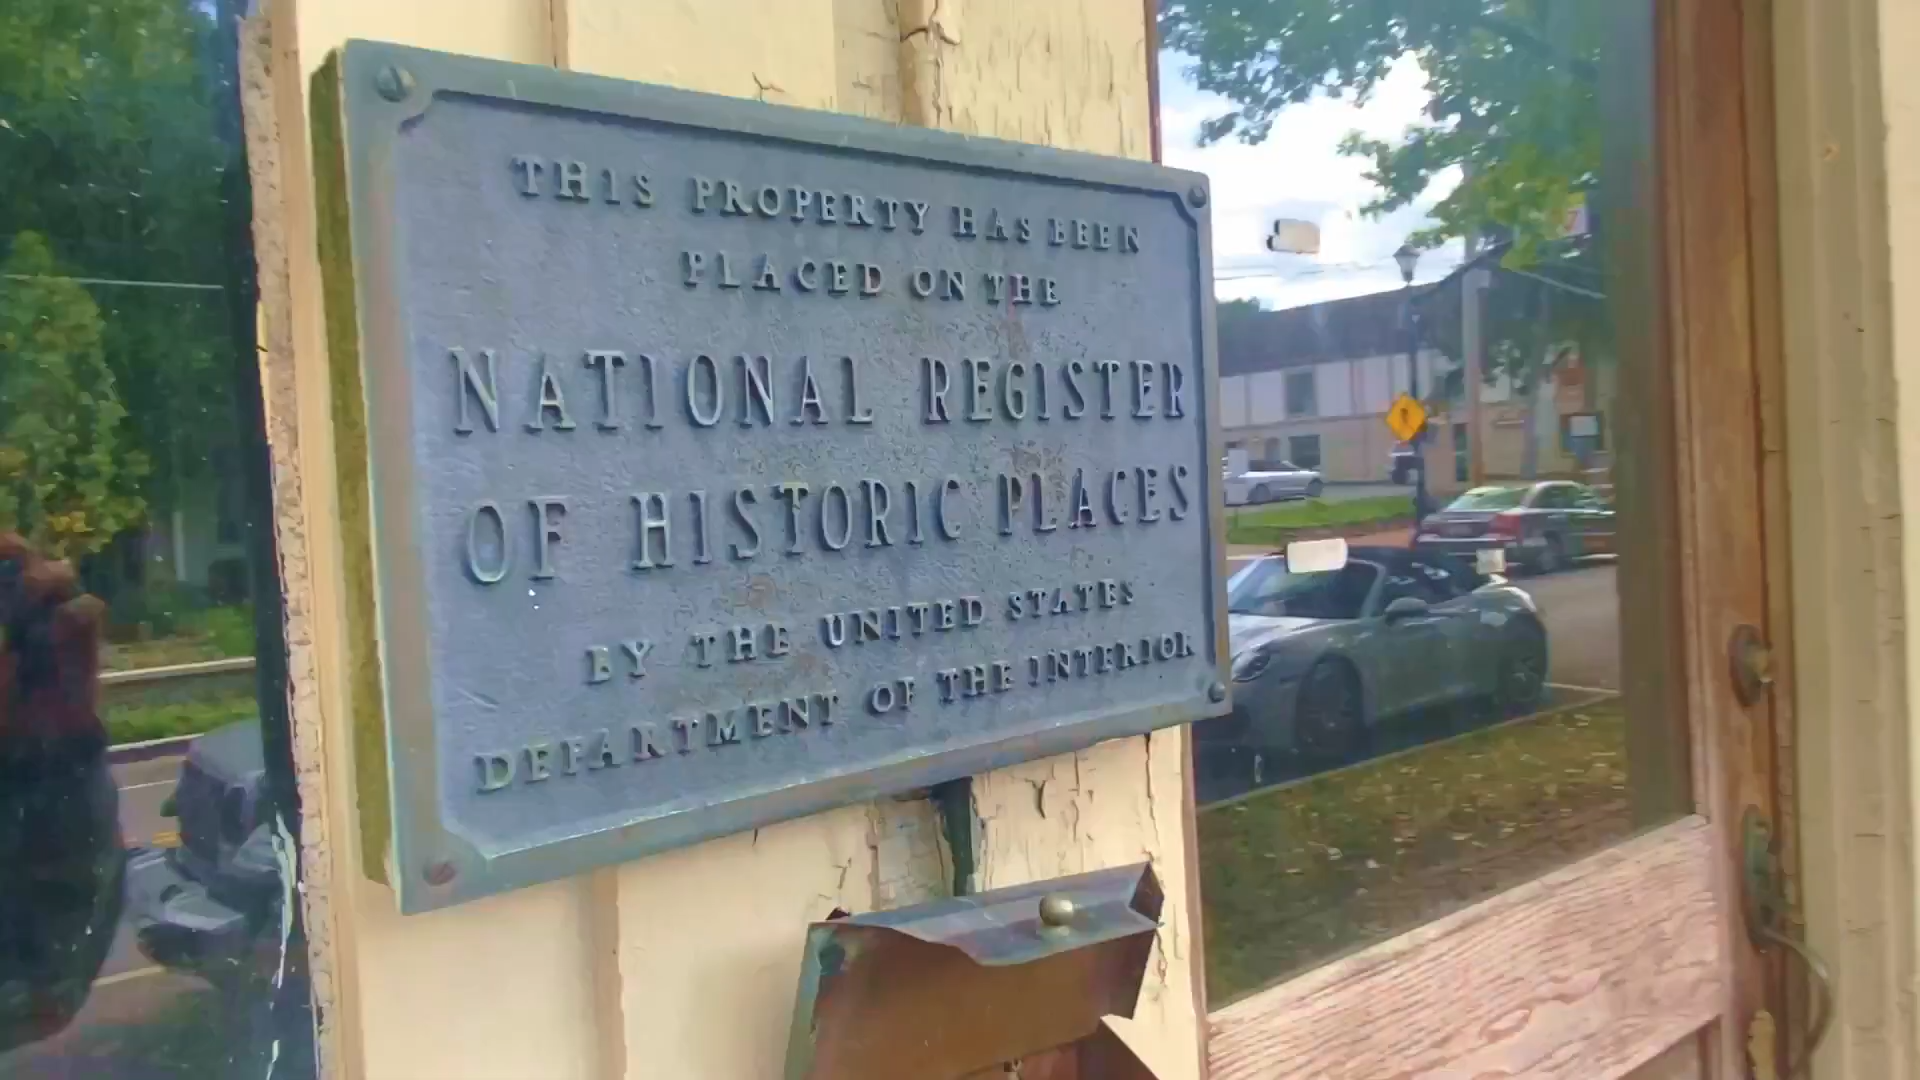 THIS PROPERTY HAS BEEN
PLACED ON THE
NATIONAL REGISTER
OF HISTORIC PLACES
BY THE UNITED STATES
DEPARTMENT OF THE INTERIOR